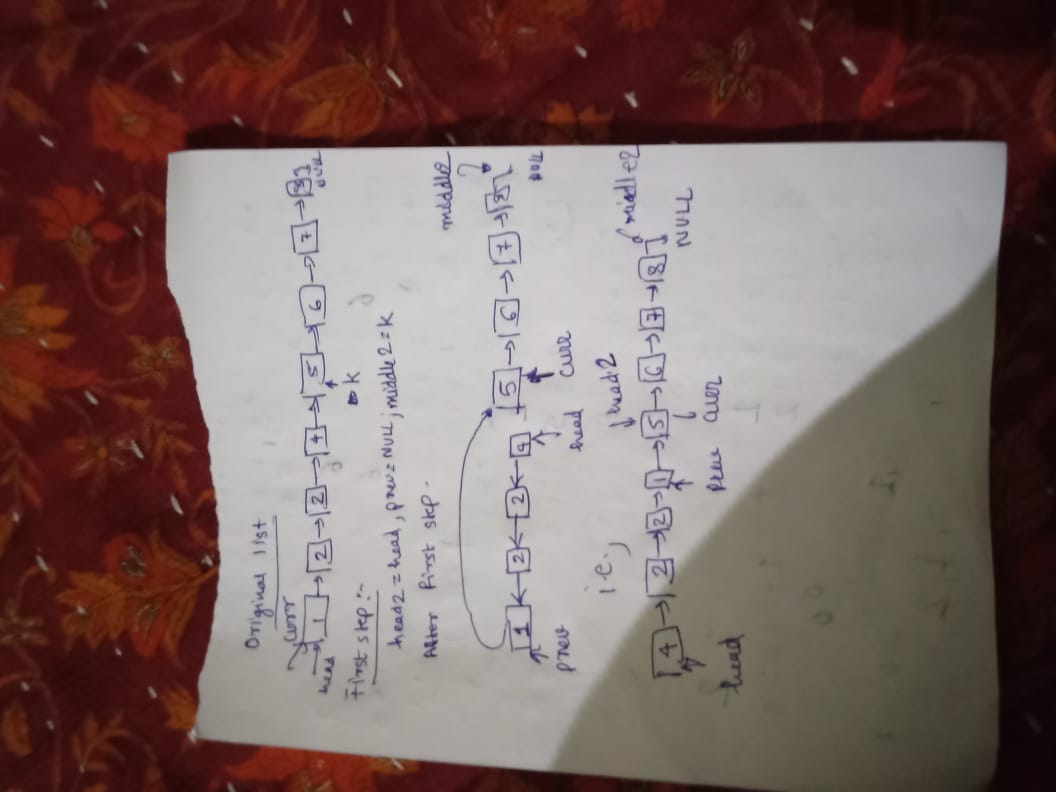 Original list
Curr
1 → 2 → 2 → 4 → 5 → 6 → 7 → 8
head
K
NULL
First step :-
head2 = head, prev = NULL, middle2 = K
After first step.
middle2
1 ← 2 ← 2 ← 4 5 → 6 → 7 → 8
prev head curr NULL
i.e., head2
middle2
4 → 2 → 2 → 1 → 5 → 6 → 7 → 8
NULL
head prev curr